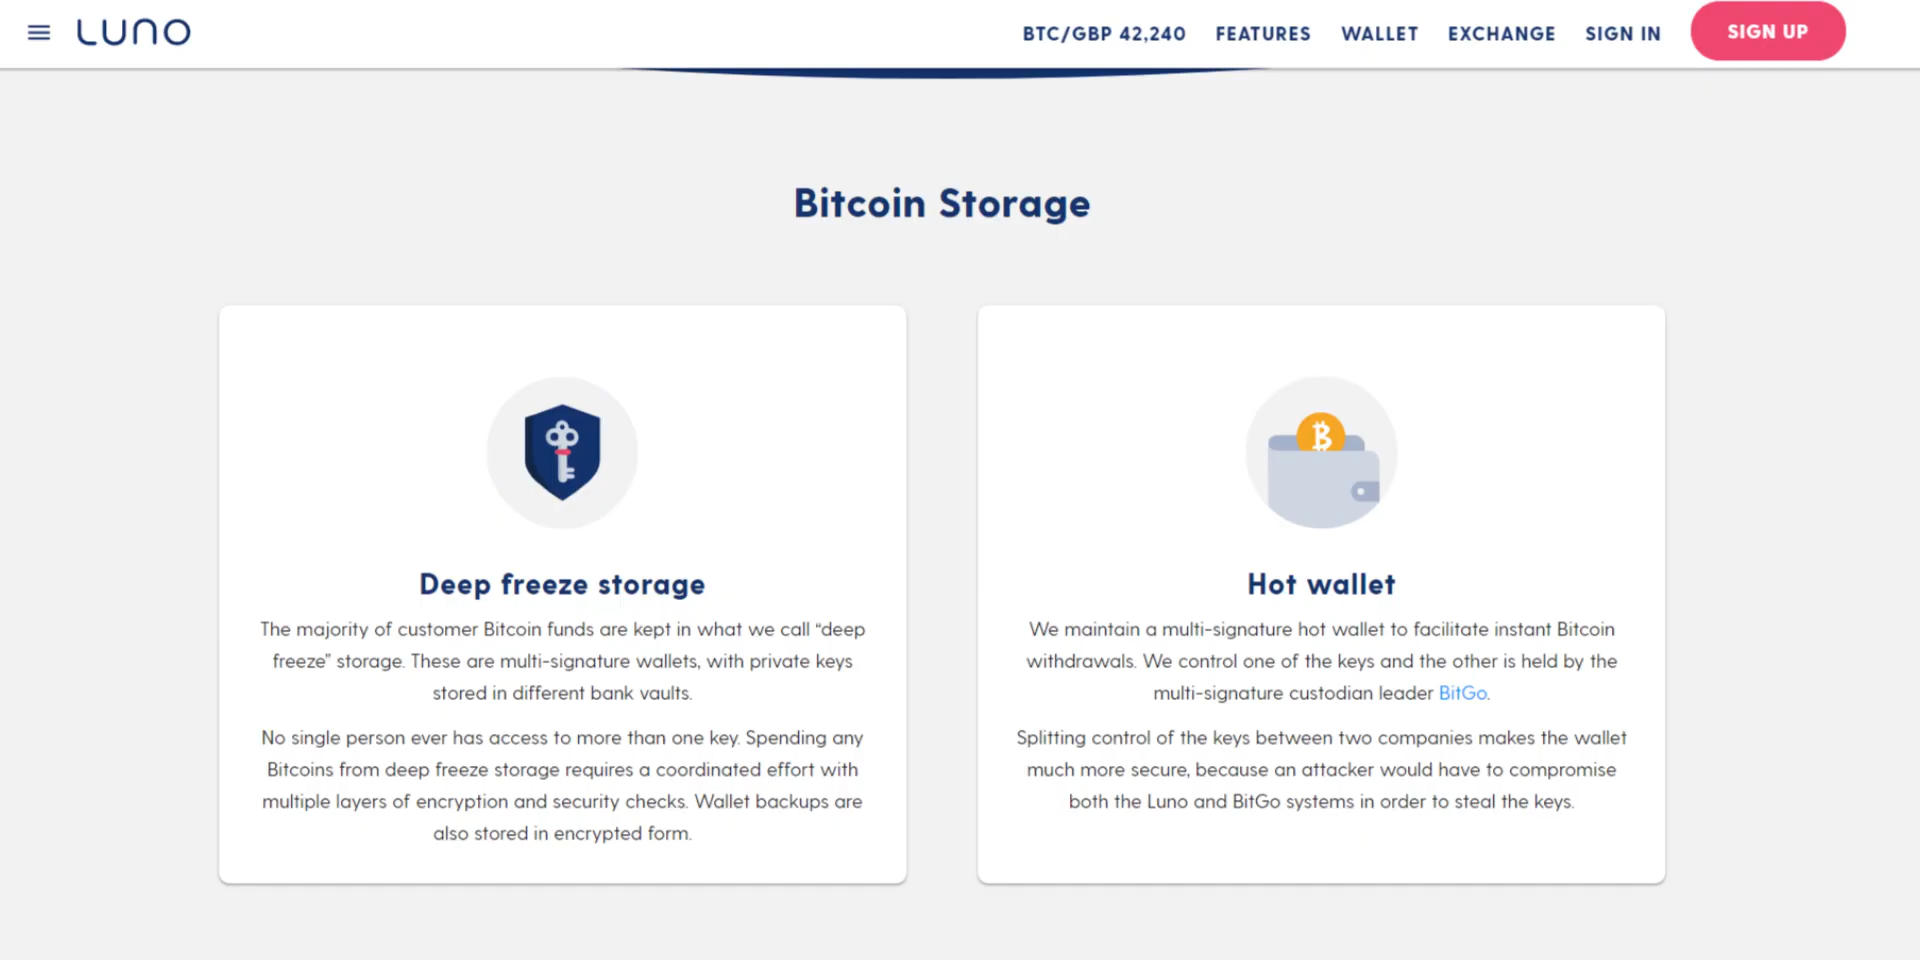 LUNO
BTC/GBP 42,240 FEATURES WALLET EXCHANGE SIGN IN SIGN UP
Bitcoin Storage
Deep freeze storage
The majority of customer Bitcoin funds are kept in what we call “deep
freeze” storage. These are multi-signature wallets, with private keys
stored in different bank vaults.
No single person ever has access to more than one key. Spending any
Bitcoins from deep freeze storage requires a coordinated effort with
multiple layers of encryption and security checks. Wallet backups are
also stored in encrypted form.
Hot wallet
We maintain a multi-signature hot wallet to facilitate instant Bitcoin
withdrawals. We control one of the keys and the other is held by the
multi-signature custodian leader BitGo.
Splitting control of the keys between two companies makes the wallet
much more secure, because an attacker would have to compromise
both the Luno and BitGo systems in order to steal the keys.